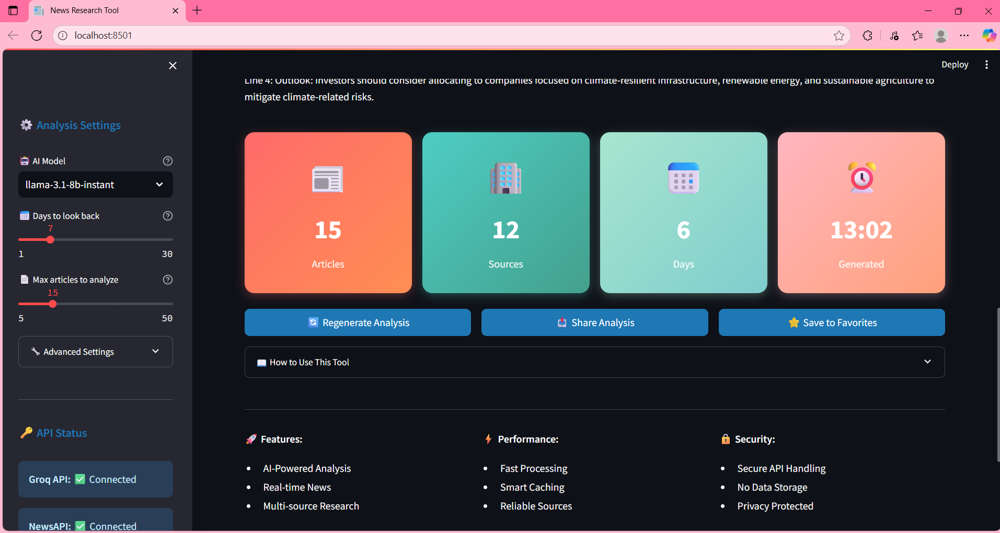 News Research Tool
localhost:8501
Deploy
Line 4: Outlook: Investors should consider allocating to companies focused on climate-resilient infrastructure, renewable energy, and sustainable agriculture to
mitigate climate-related risks.
Analysis Settings
AI Model
llama-3.1-8b-instant
Days to look back
7
1 30
Max articles to analyze
15
5 50
Advanced Settings
API Status
Groq API: ✅ Connected
NewsAPI: ✅ Connected
15
Articles
12
Sources
6
Days
13:02
Generated
Regenerate Analysis
Share Analysis
Save to Favorites
How to Use This Tool
Features:
• AI-Powered Analysis
• Real-time News
• Multi-source Research
Performance:
• Fast Processing
• Smart Caching
• Reliable Sources
Security:
• Secure API Handling
• No Data Storage
• Privacy Protected